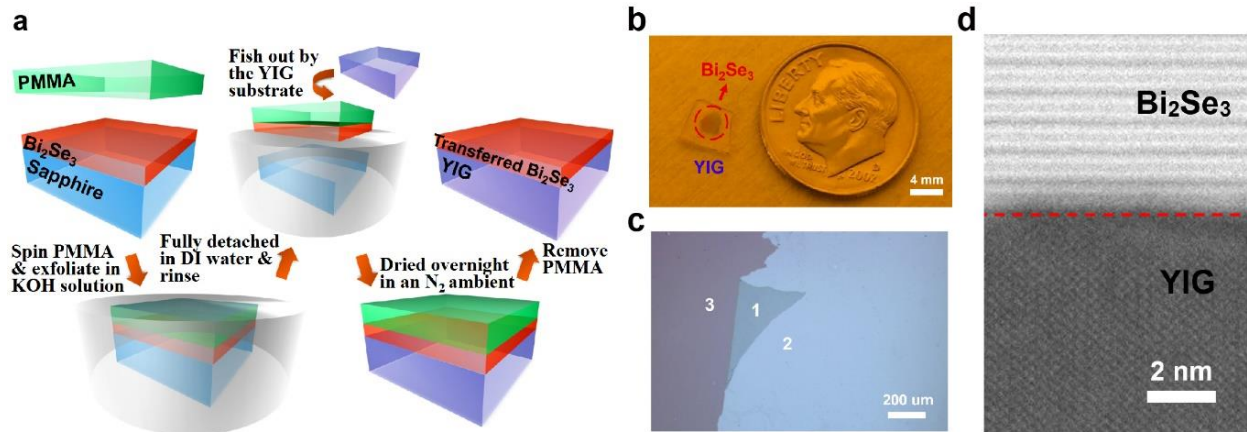 a
PMMA
Bi₂Se₃
Sapphire
Spin PMMA
& exfoliate in
KOH solution
Fully detached
in DI water &
rinse
Fish out by
the YIG
substrate
Dried overnight
in an N₂ ambient
Transferred Bi₂Se₃
YIG
Remove
PMMA
b
Bi₂Se₃
YIG
LIBERTY
4 mm
c
3
1
2
200 um
d
Bi₂Se₃
YIG
2 nm